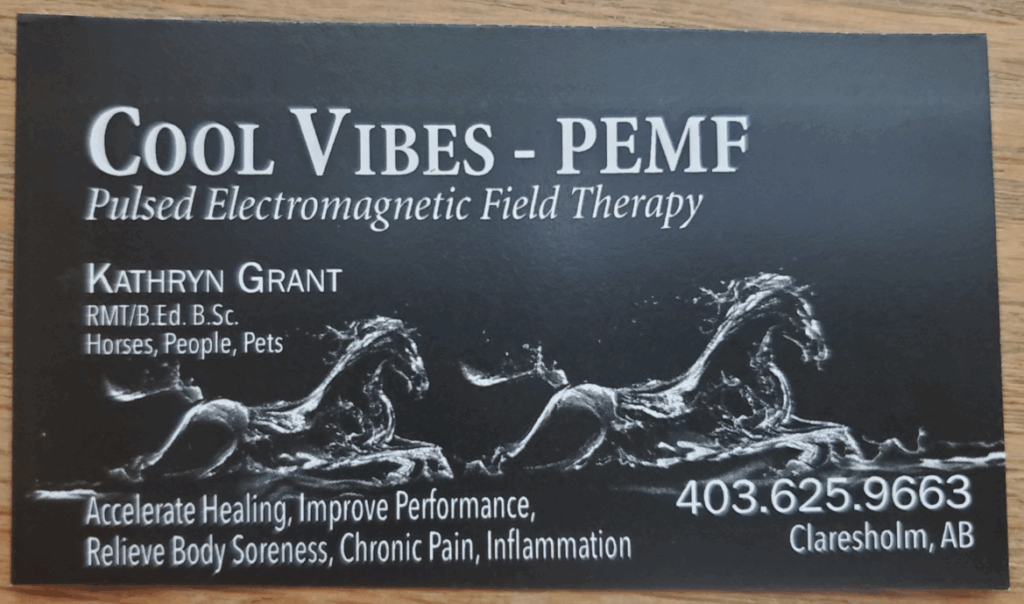 COOL VIBES - PEMF
Pulsed Electromagnetic Field Therapy
KATHRYN GRANT
RMT/B.Ed. B.Sc.
Horses, People, Pets
Accelerate Healing, Improve Performance,
Relieve Body Soreness, Chronic Pain, Inflammation
403.625.9663
Claresholm, AB